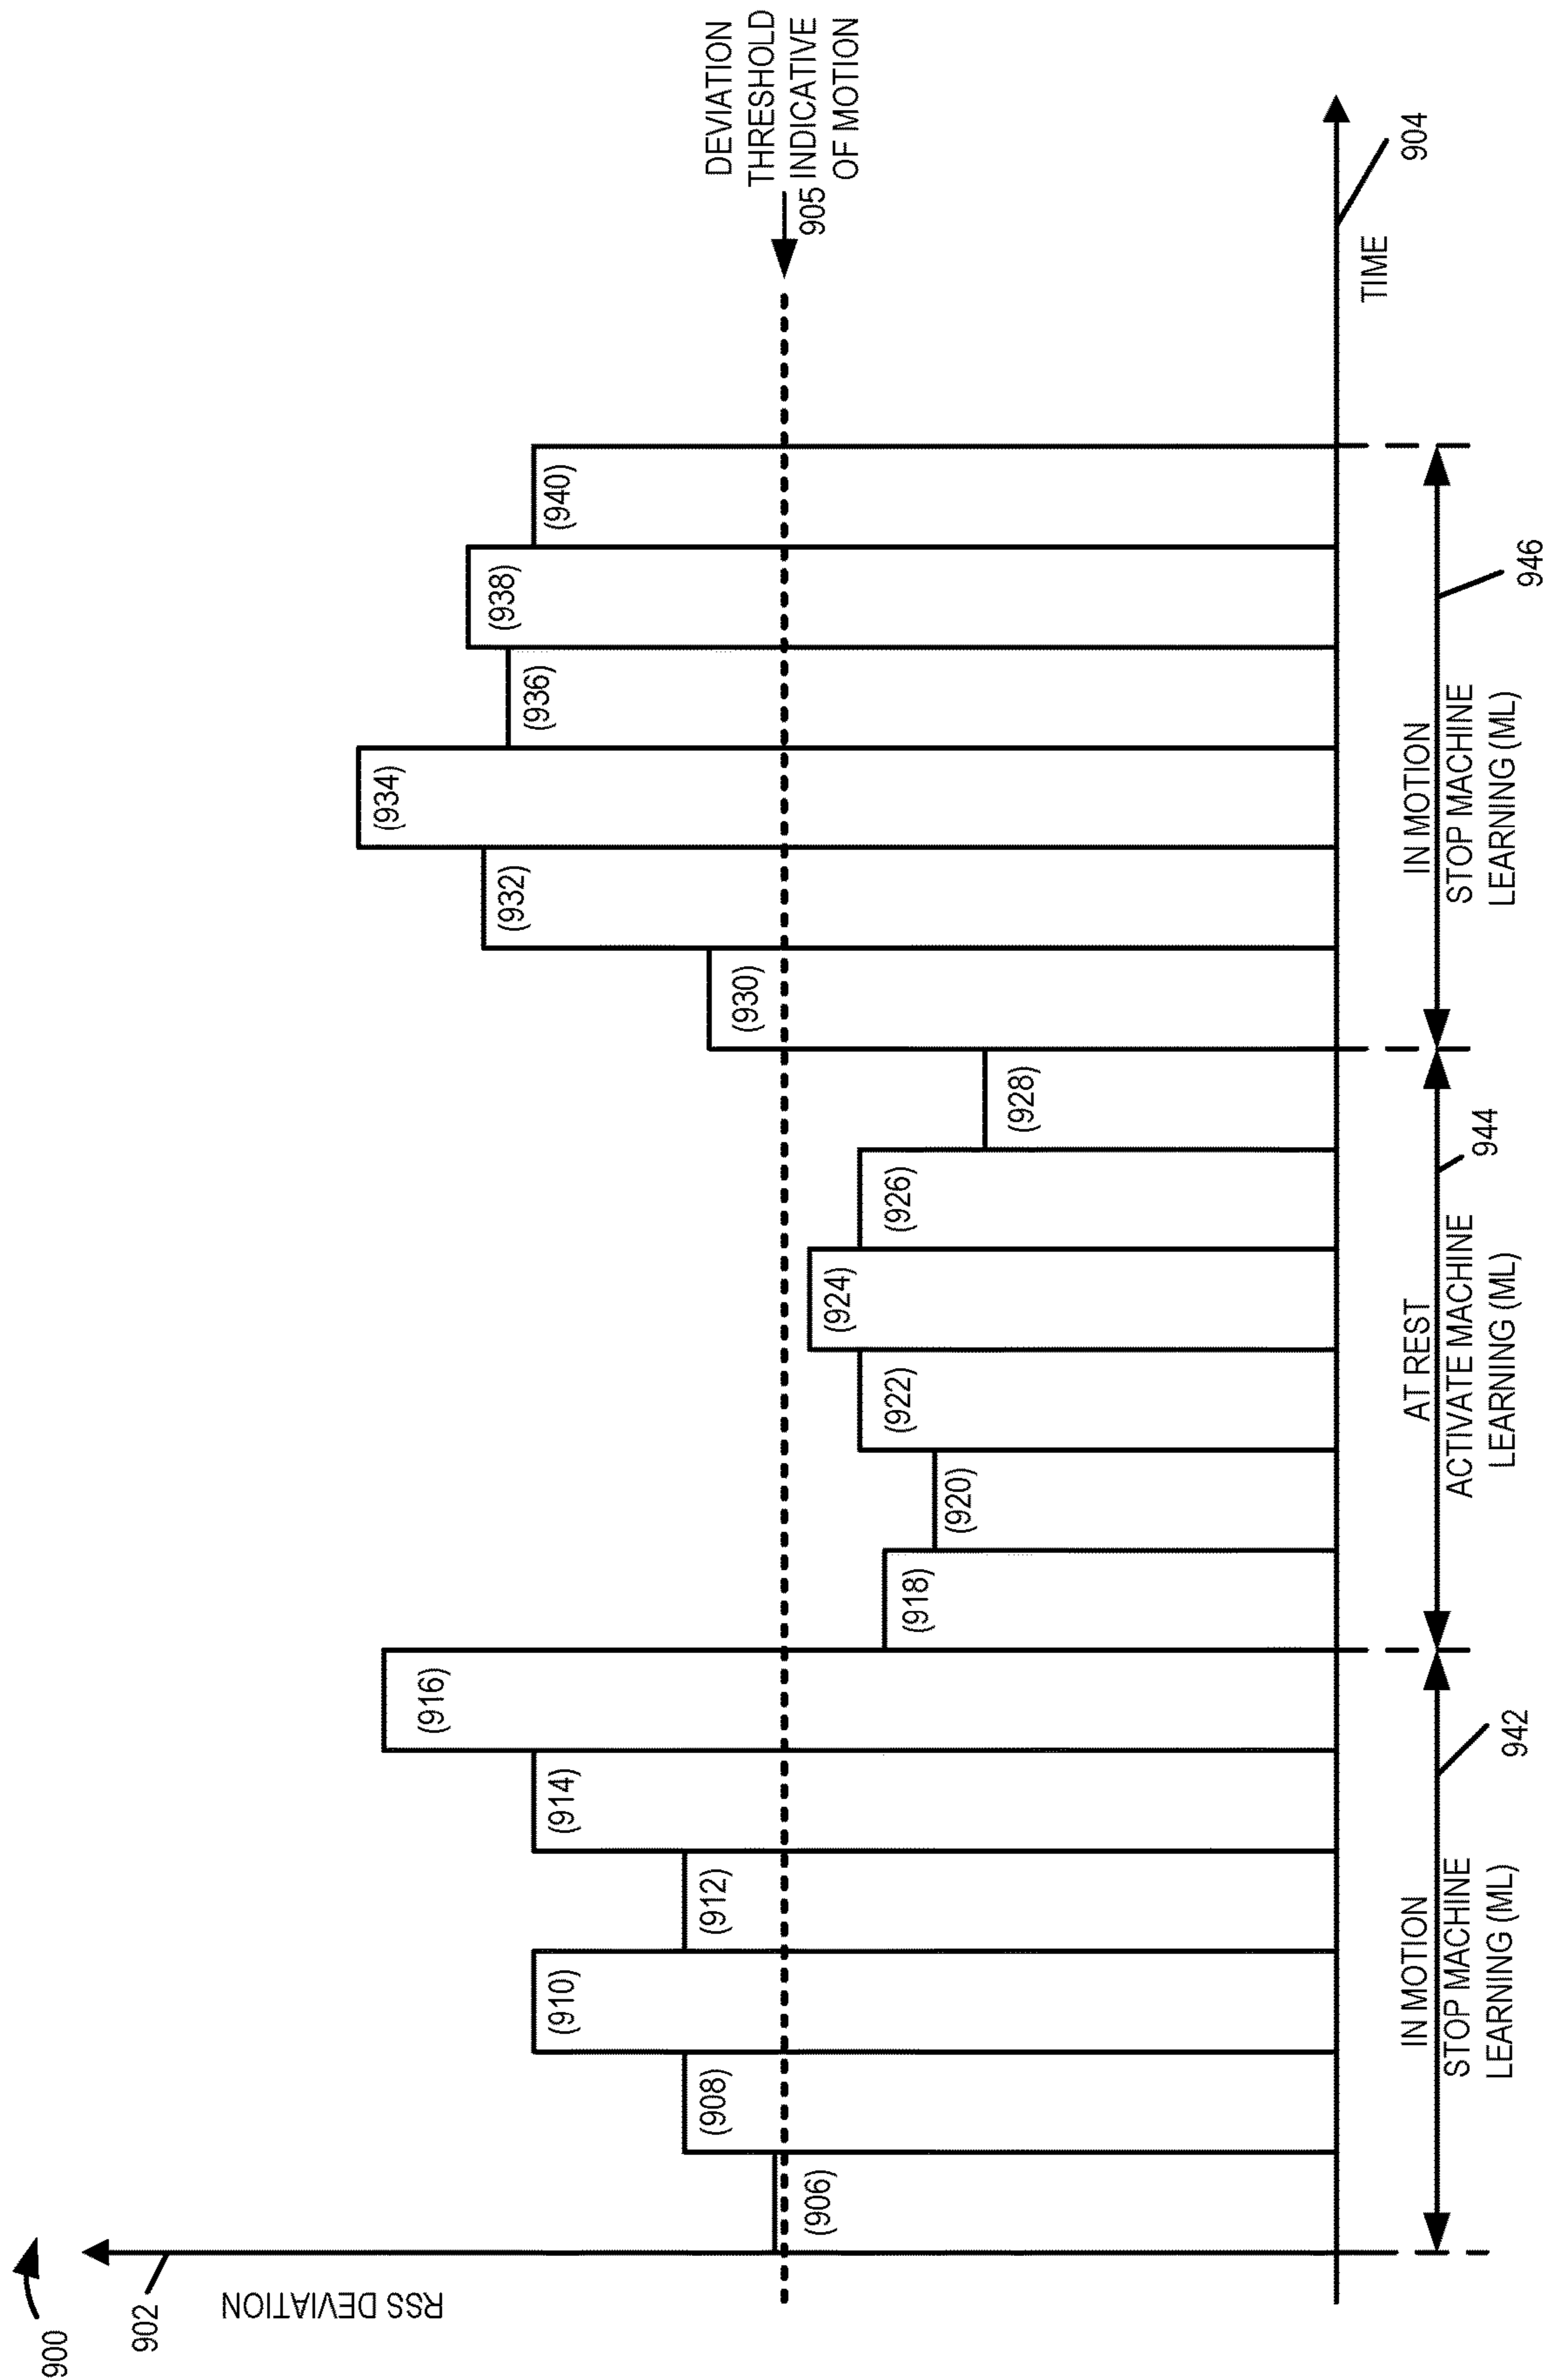 900
902
RSS DEVIATION
DEVIATION
THRESHOLD
INDICATIVE
OF MOTION
905
(906)
(908)
(910)
(912)
(914)
(916)
(918)
(920)
(922)
(924)
(926)
(928)
(930)
(932)
(934)
(936)
(938)
(940)
TIME
904
IN MOTION
STOP MACHINE
LEARNING (ML)
942
AT REST
ACTIVATE MACHINE
LEARNING (ML)
944
IN MOTION
STOP MACHINE
LEARNING (ML)
946